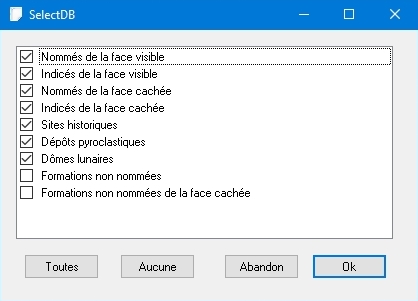 SelectDB
Nommés de la face visible
Indicés de la face visible
Nommés de la face cachée
Indicés de la face cachée
Sites historiques
Dépôts pyroclastiques
Dômes lunaires
Formations non nommées
Formations non nommées de la face cachée
Toutes Aucune Abandon Ok